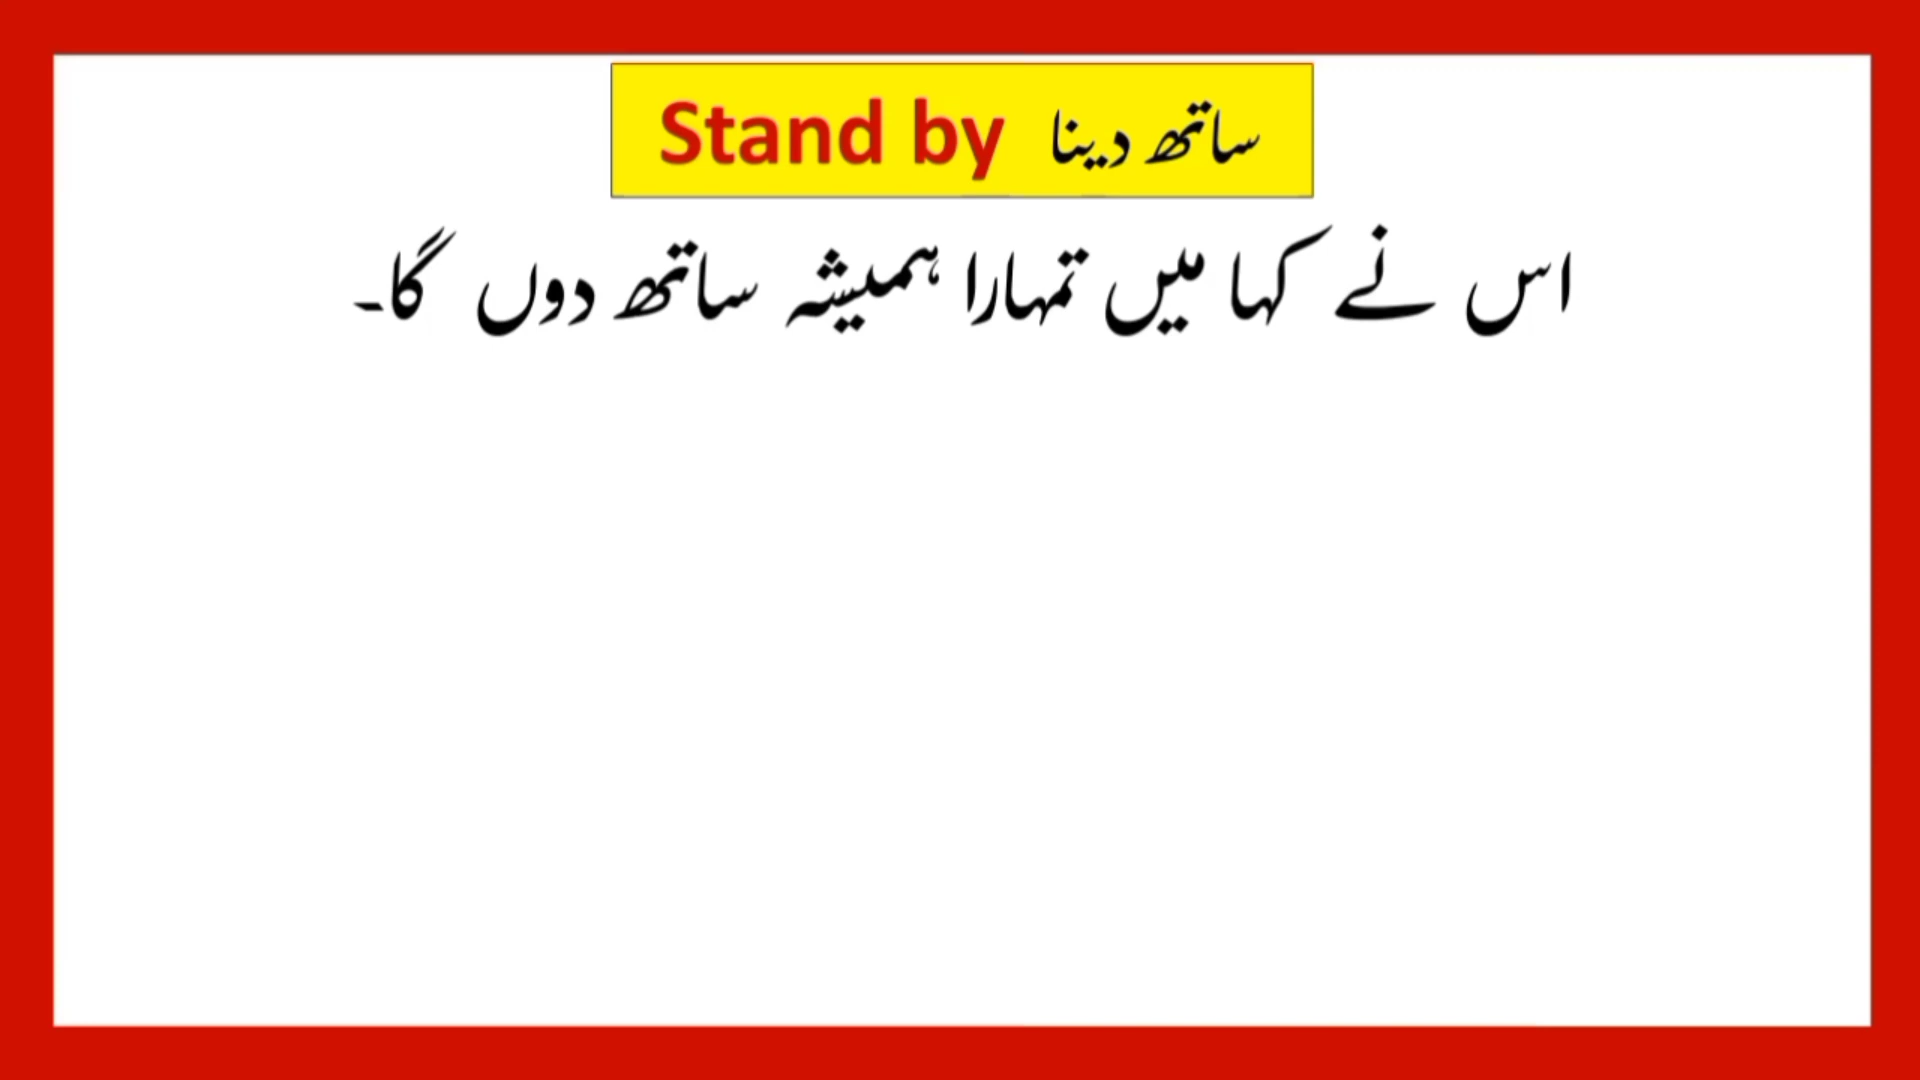 Stand by ساتھ دینا
اس نے کہا میں تمہارا ہمیشہ ساتھ دوں گا۔